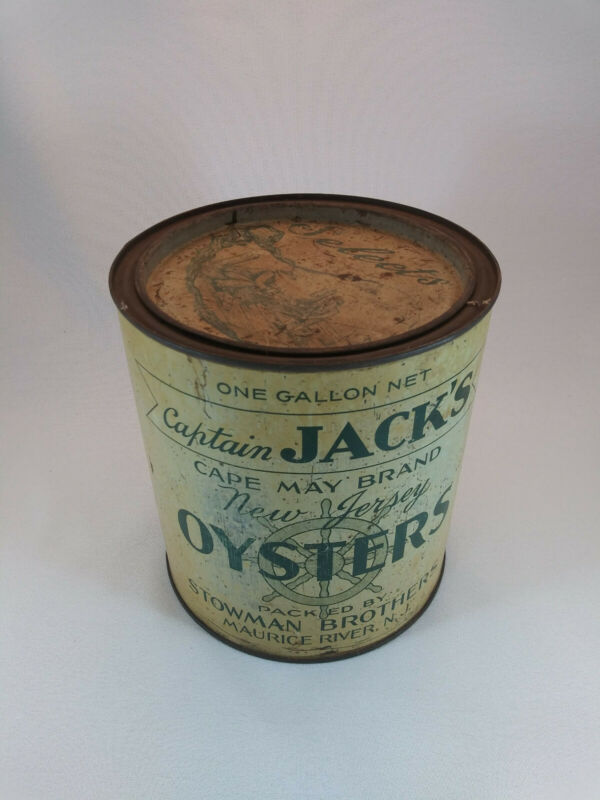 ONE GALLON NET
Captain JACK'S
CAPE MAY BRAND
New Jersey
OYSTERS
PACKED BY
STOWMAN BROTHERS
MAURICE RIVER, N.J.